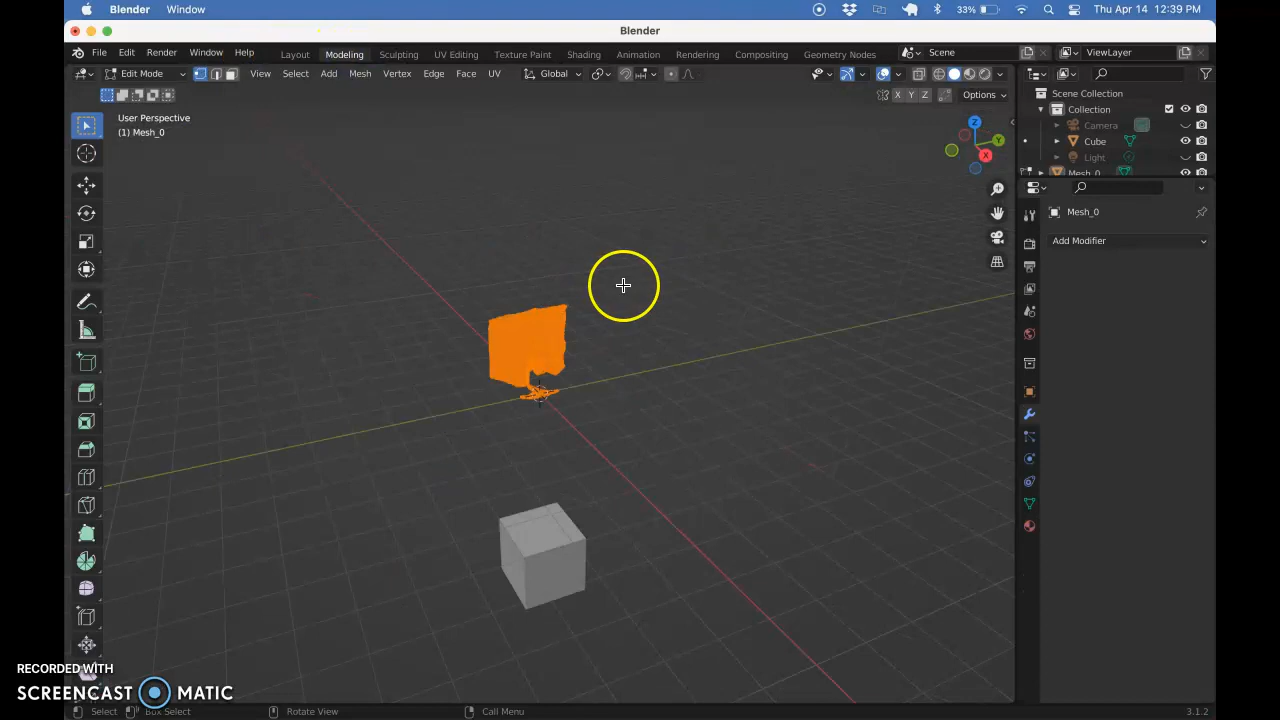 Blender Window 33% Thu Apr 14 12:39 PM
Blender
File Edit Render Window Help Layout Modeling Sculpting UV Editing Texture Paint Shading Animation Rendering Compositing Geometry Nodes Scene ViewLayer
Edit Mode View Select Add Mesh Vertex Edge Face UV Global
X Y Z Options
Scene Collection
Collection
Camera
Cube
Light
Mesh_0
User Perspective
(1) Mesh_0
Z
Y
X
Mesh_0
Add Modifier
RECORDED WITH
SCREENCAST MATIC
Select Box Select Rotate View Call Menu 3.1.2